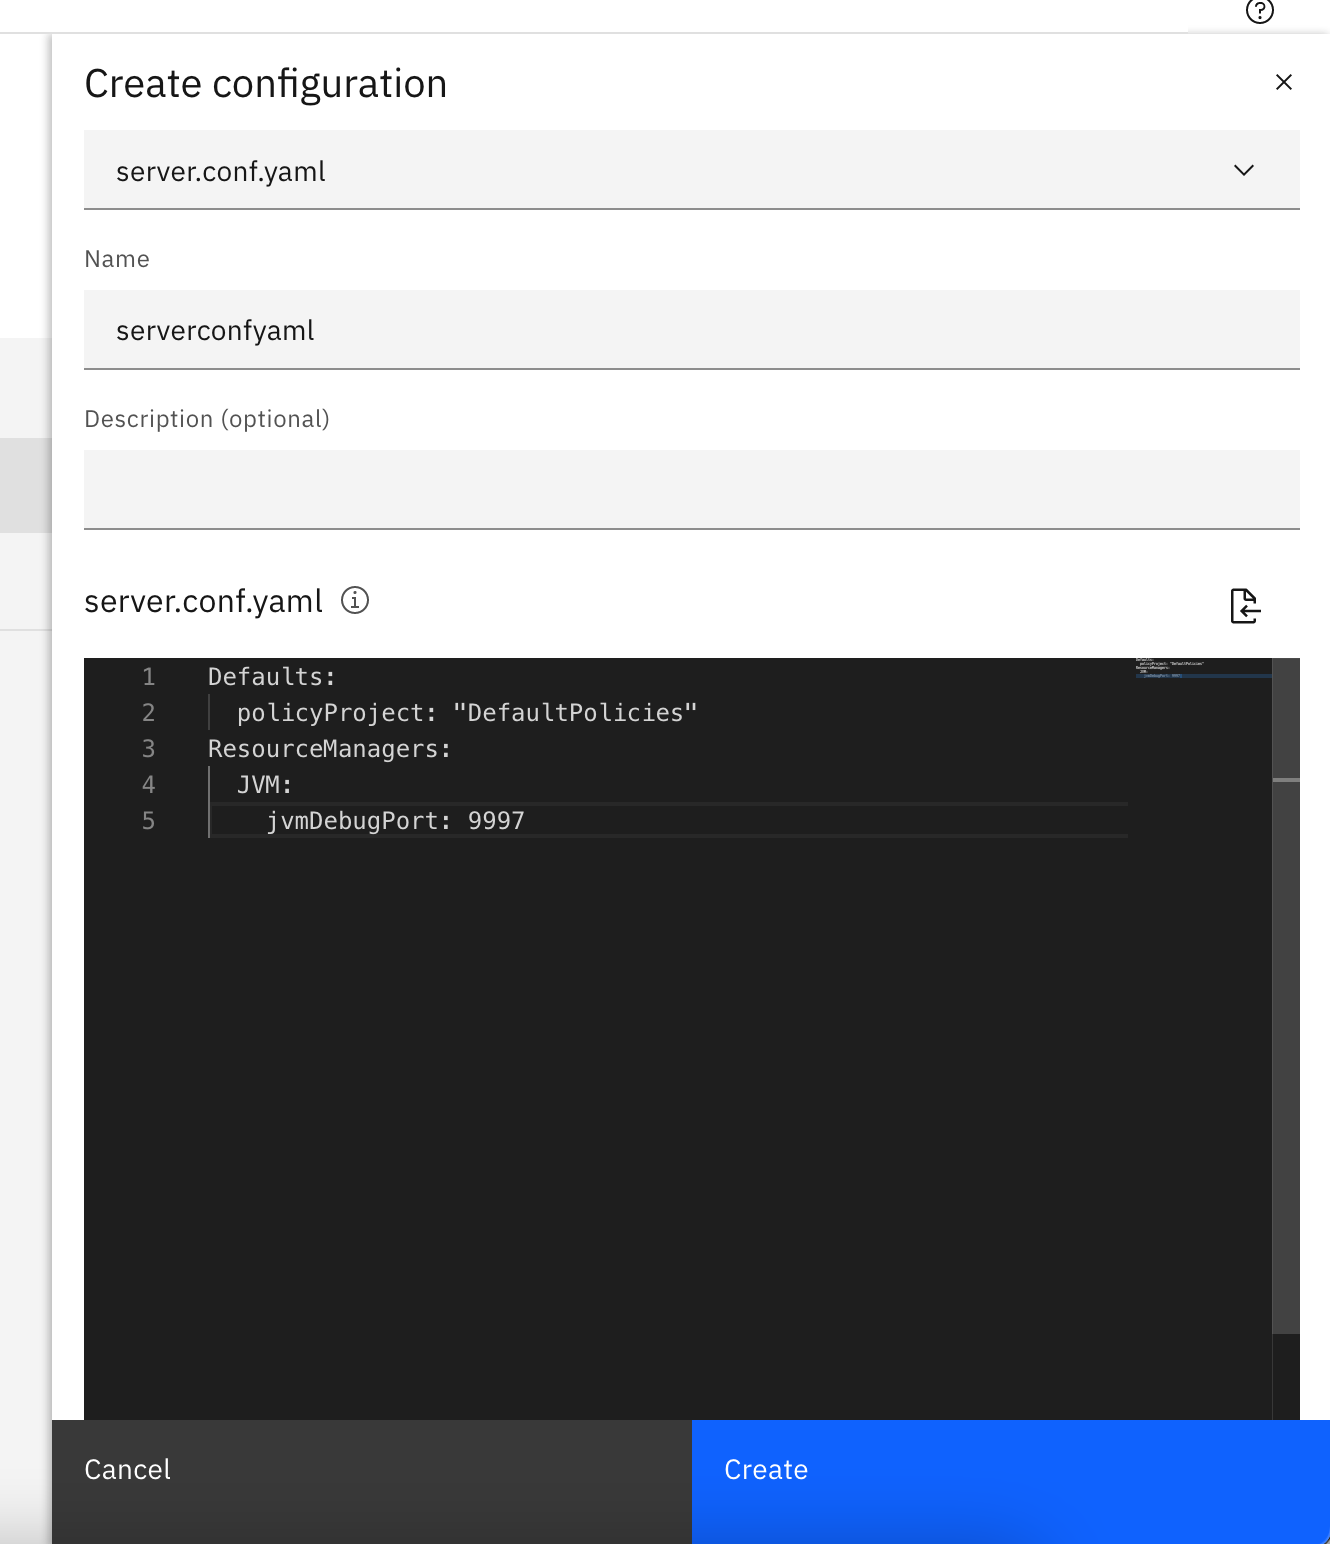 Create configuration
server.conf.yaml
Name
serverconfyaml
Description (optional)
server.conf.yaml
1 Defaults:
2   policyProject: "DefaultPolicies"
3 ResourceManagers:
4   JVM:
5     jvmDebugPort: 9997
Cancel
Create